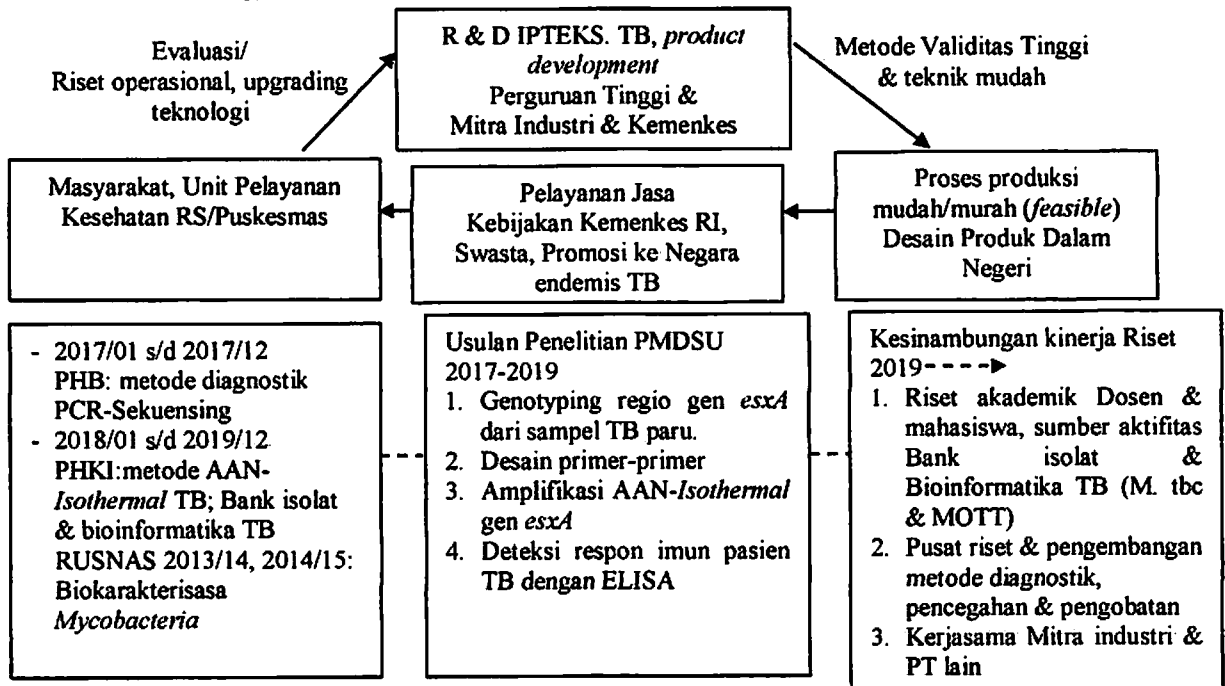 Evaluasi/
Riset operasional, upgrading
teknologi
R & D IPTEKS. TB, product
development
Perguruan Tinggi &
Mitra Industri & Kemenkes
Metode Validitas Tinggi
& teknik mudah
Masyarakat, Unit Pelayanan
Kesehatan RS/Puskesmas
Pelayanan Jasa
Kebijakan Kemenkes RI,
Swasta, Promosi ke Negara
endemis TB
Proses produksi
mudah/murah (feasible)
Desain Produk Dalam
Negeri
- 2017/01 s/d 2017/12
PHB: metode diagnostik
PCR-Sekuensing
- 2018/01 s/d 2019/12
PHKI:metode AAN-
Isothermal TB; Bank isolat
& bioinformatika TB
RUSNAS 2013/14, 2014/15:
Biokarakterisasa
Mycobacteria
Usulan Penelitian PMDSU
2017-2019
1. Genotyping regio gen esxA
dari sampel TB paru.
2. Desain primer-primer
3. Amplifikasi AAN-Isothermal
gen esxA
4. Deteksi respon imun pasien
TB dengan ELISA
Kesinambungan kinerja Riset
2019
1. Riset akademik Dosen &
mahasiswa, sumber aktifitas
Bank isolat &
Bioinformatika TB (M. tbc
& MOTT)
2. Pusat riset & pengembangan
metode diagnostik,
pencegahan & pengobatan
3. Kerjasama Mitra industri &
PT lain